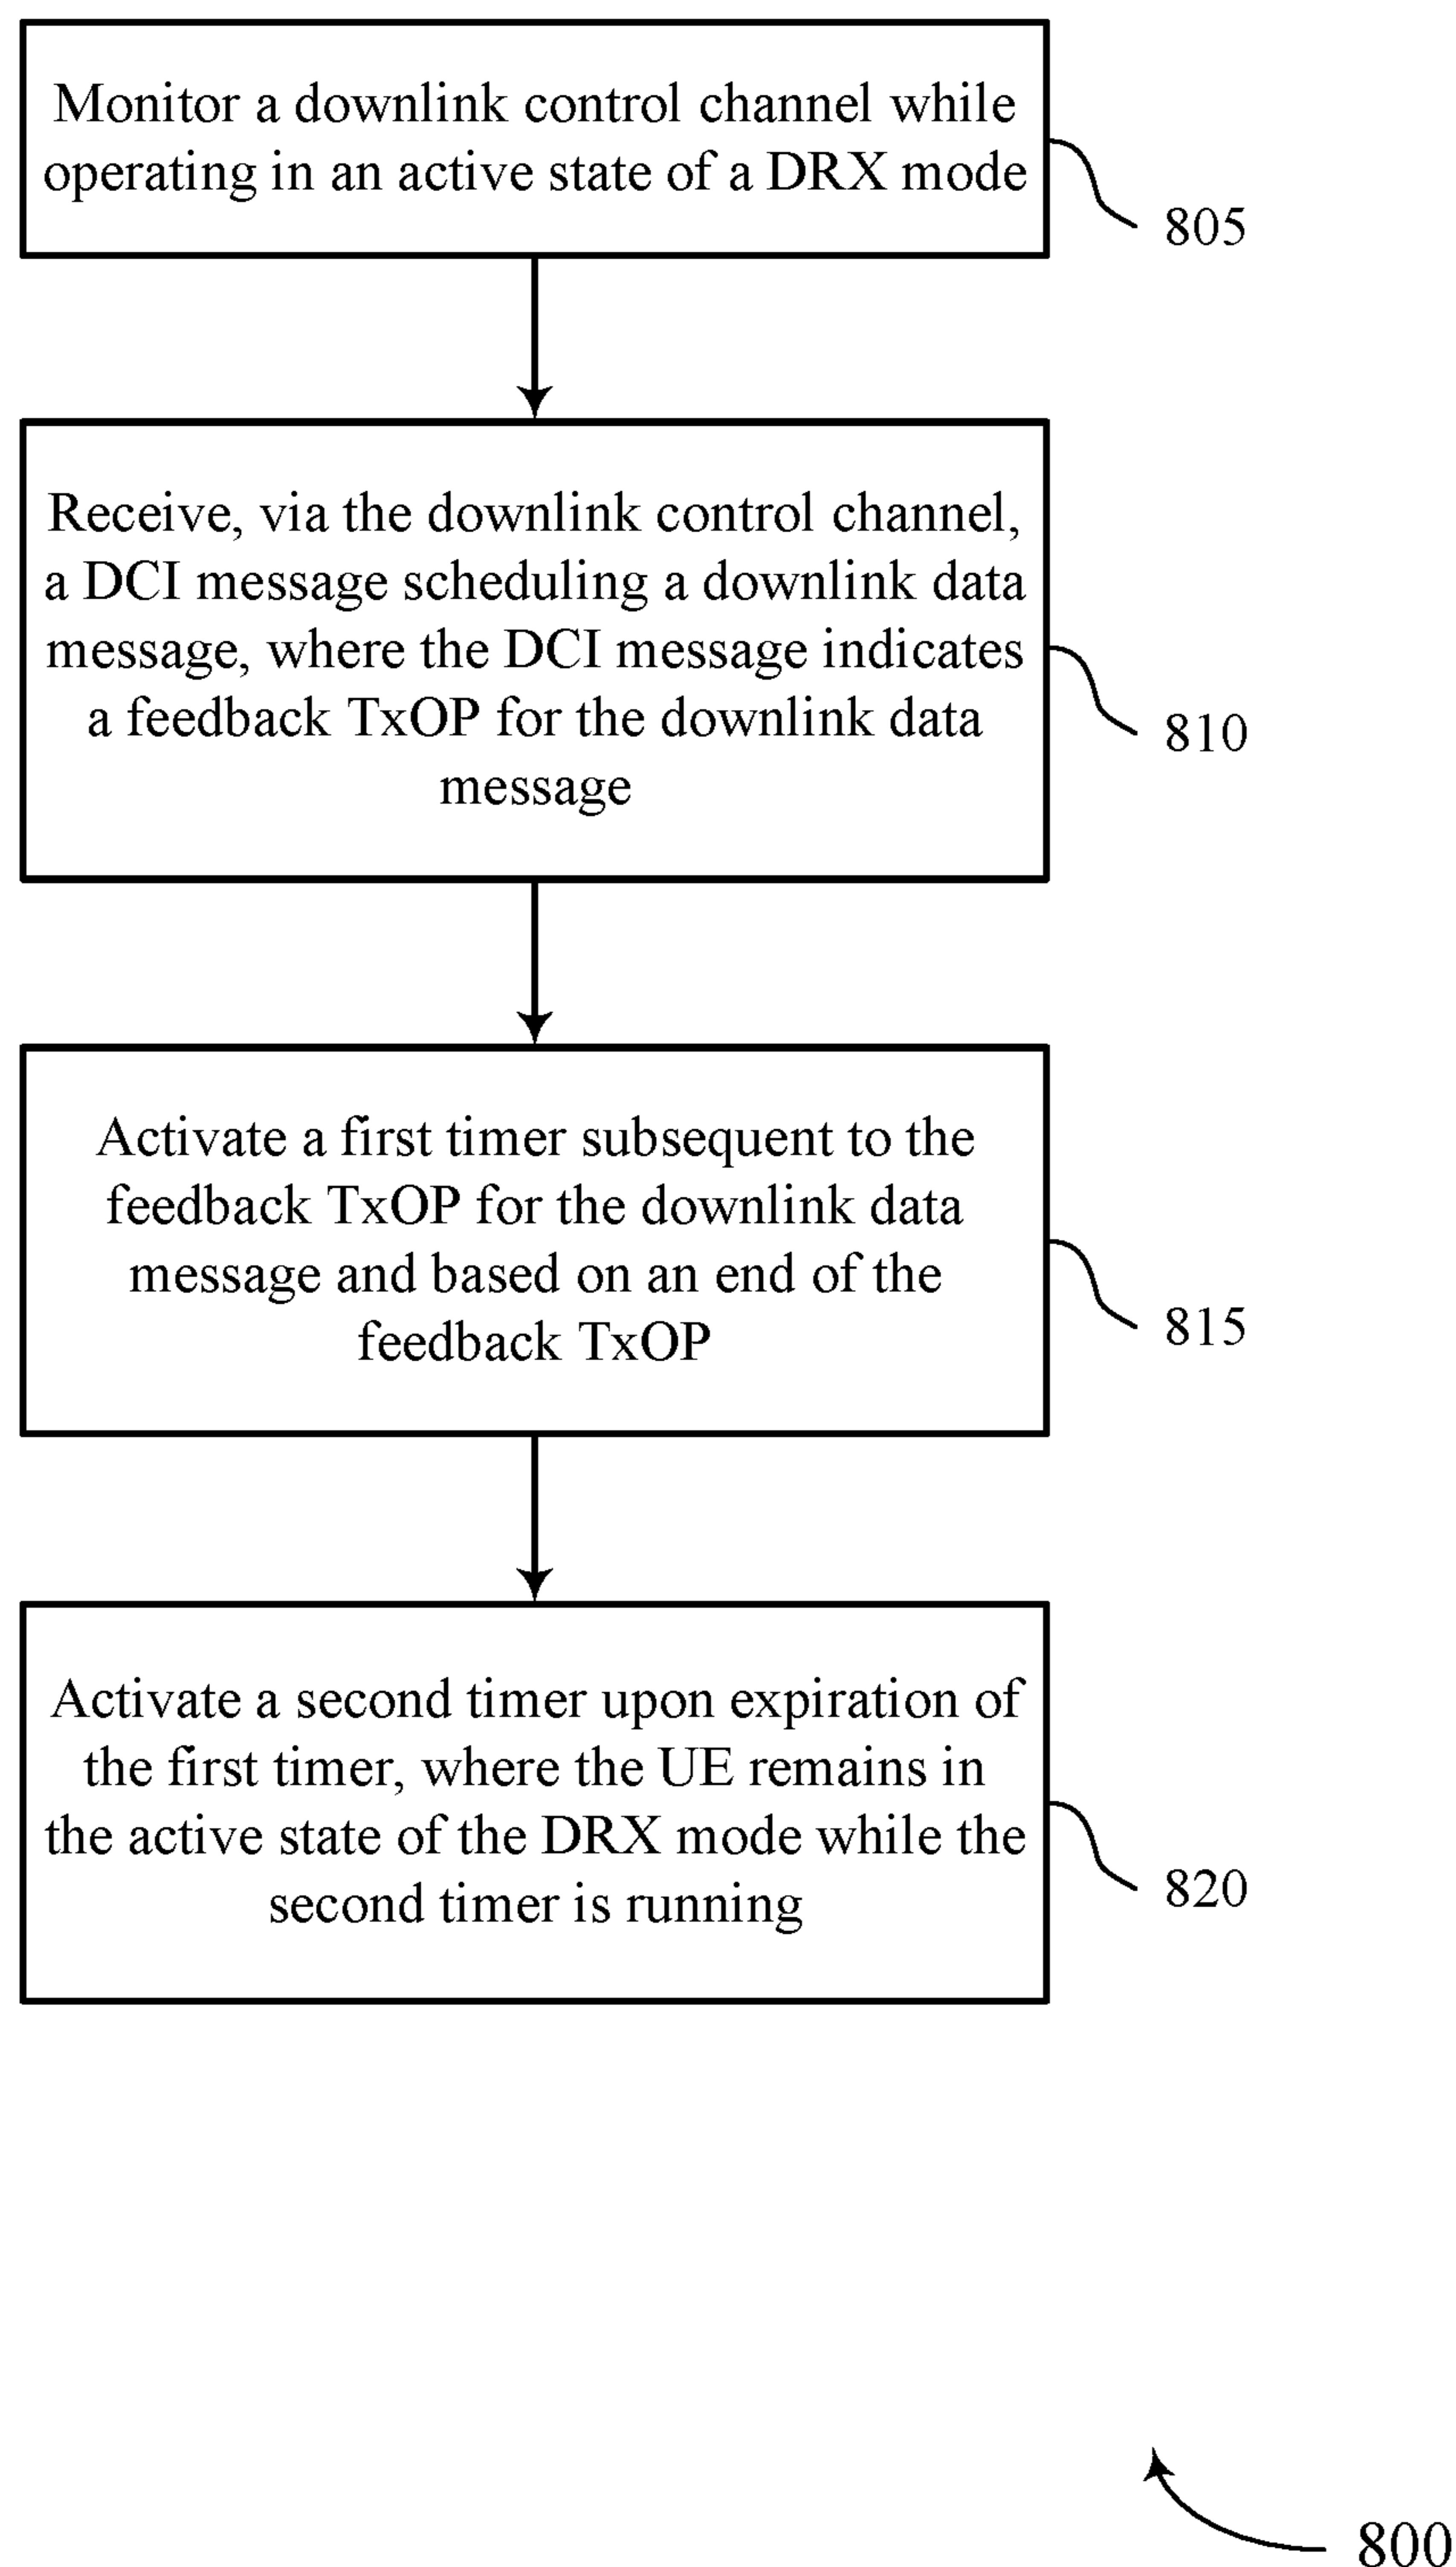 Monitor a downlink control channel while
operating in an active state of a DRX mode
805
Receive, via the downlink control channel,
a DCI message scheduling a downlink data
message, where the DCI message indicates
a feedback TxOP for the downlink data
message
810
Activate a first timer subsequent to the
feedback TxOP for the downlink data
message and based on an end of the
feedback TxOP
815
Activate a second timer upon expiration of
the first timer, where the UE remains in
the active state of the DRX mode while the
second timer is running
820
800